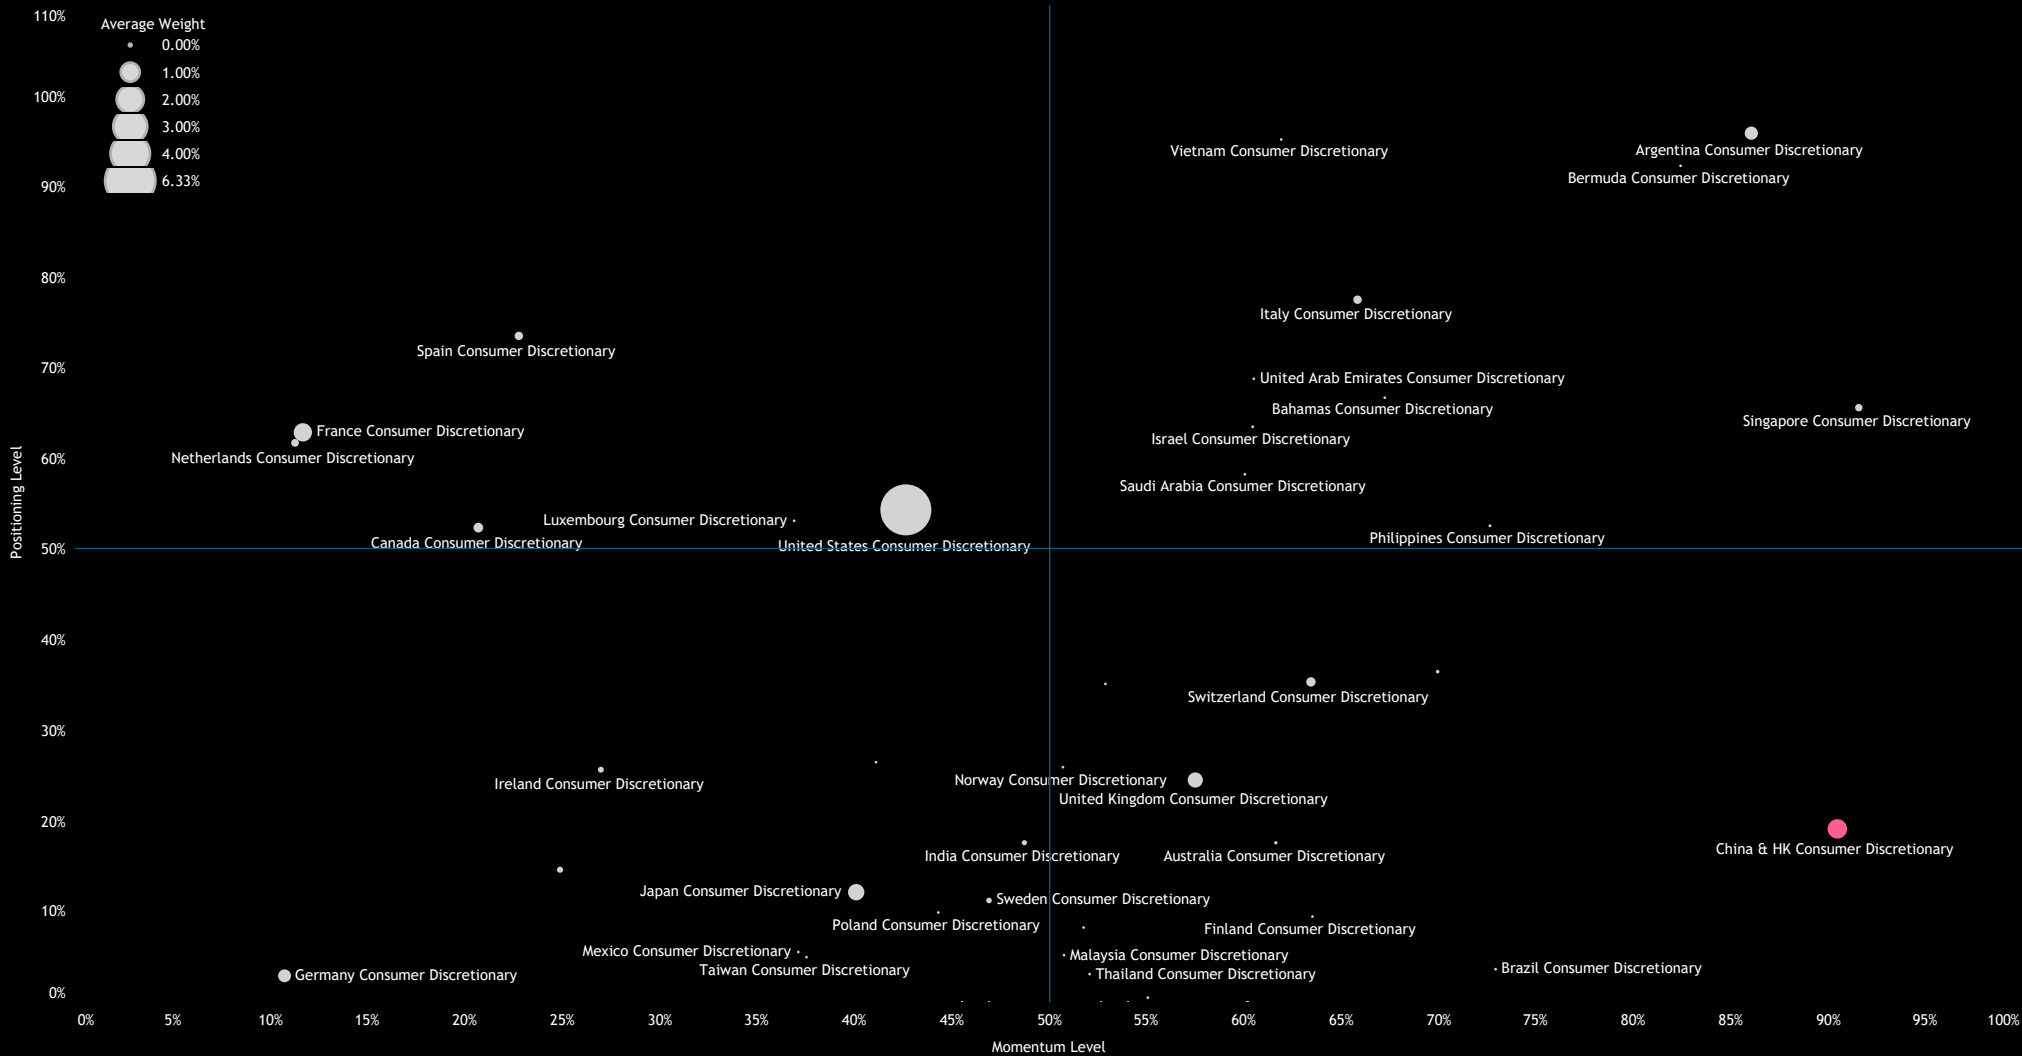 110%
Average Weight
0.00%
1.00%
2.00%
3.00%
4.00%
6.33%
100%
90%
80%
70%
60%
50%
40%
30%
20%
10%
0%
Positioning Level
Vietnam Consumer Discretionary
Argentina Consumer Discretionary
Bermuda Consumer Discretionary
Italy Consumer Discretionary
Spain Consumer Discretionary
United Arab Emirates Consumer Discretionary
Bahamas Consumer Discretionary
Singapore Consumer Discretionary
France Consumer Discretionary
Israel Consumer Discretionary
Netherlands Consumer Discretionary
Saudi Arabia Consumer Discretionary
Luxembourg Consumer Discretionary
Philippines Consumer Discretionary
Canada Consumer Discretionary
United States Consumer Discretionary
Switzerland Consumer Discretionary
Ireland Consumer Discretionary
Norway Consumer Discretionary
United Kingdom Consumer Discretionary
China & HK Consumer Discretionary
India Consumer Discretionary
Australia Consumer Discretionary
Japan Consumer Discretionary
Sweden Consumer Discretionary
Poland Consumer Discretionary
Finland Consumer Discretionary
Mexico Consumer Discretionary
Malaysia Consumer Discretionary
Taiwan Consumer Discretionary
Brazil Consumer Discretionary
Germany Consumer Discretionary
Thailand Consumer Discretionary
0%
5%
10%
15%
20%
25%
30%
35%
40%
45%
50%
55%
60%
65%
70%
75%
80%
85%
90%
95%
100%
Momentum Level